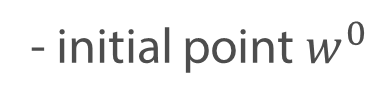 - initial point w⁰